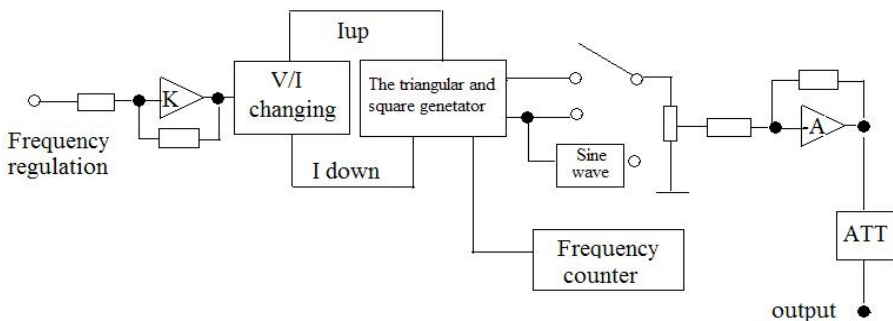 Iup
K
V/I
changing
The triangular and
square genetator
Frequency
regulation
I down
Sine
wave
-A
Frequency
counter
ATT
output